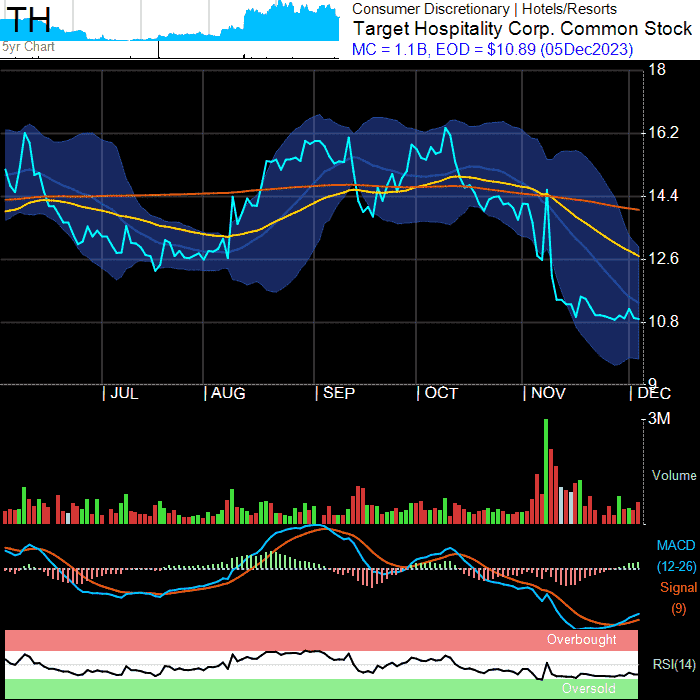 TH
5yr Chart
Consumer Discretionary | Hotels/Resorts
Target Hospitality Corp. Common Stock
MC = 1.1B, EOD = $10.89 (05Dec2023)
18
16.2
14.4
12.6
10.8
9
JUL
AUG
SEP
OCT
NOV
DEC
3M
Volume
MACD
(12-26)
Signal
(9)
Overbought
RSI(14)
Oversold